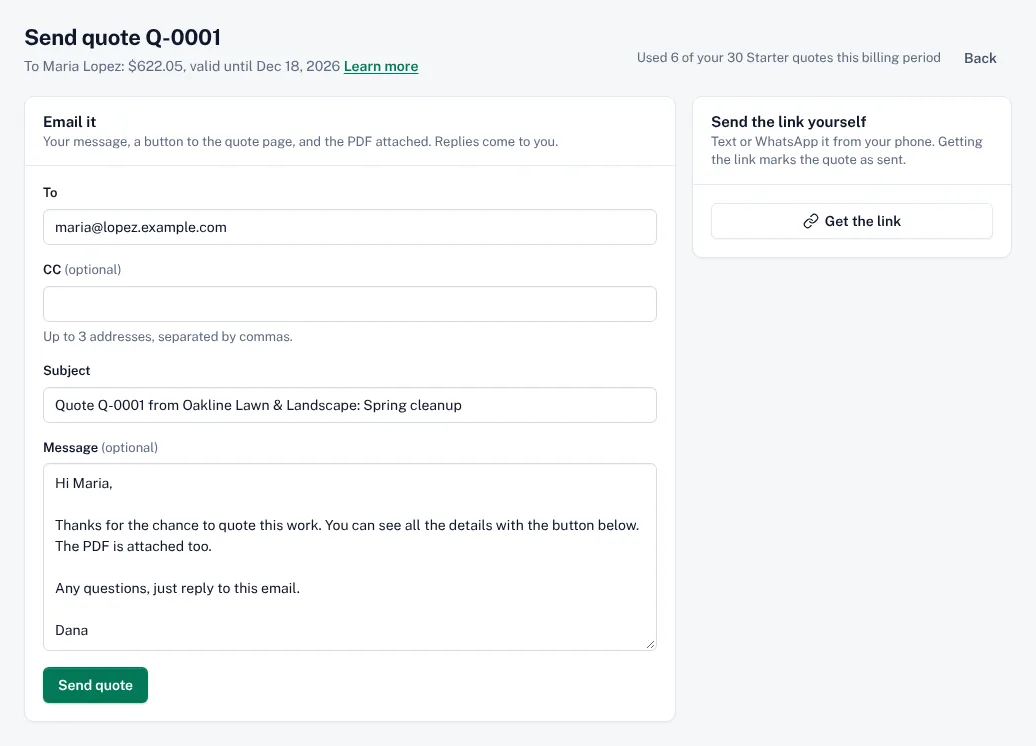 Send quote Q-0001
To Maria Lopez: $622.05, valid until Dec 18, 2026 Learn more
Used 6 of your 30 Starter quotes this billing period
Back
Email it
Your message, a button to the quote page, and the PDF attached. Replies come to you.
To
maria@lopez.example.com
CC (optional)
Up to 3 addresses, separated by commas.
Subject
Quote Q-0001 from Oakline Lawn & Landscape: Spring cleanup
Message (optional)
Hi Maria,
Thanks for the chance to quote this work. You can see all the details with the button below.
The PDF is attached too.
Any questions, just reply to this email.
Dana
Send quote
Send the link yourself
Text or WhatsApp it from your phone. Getting
the link marks the quote as sent.
Get the link